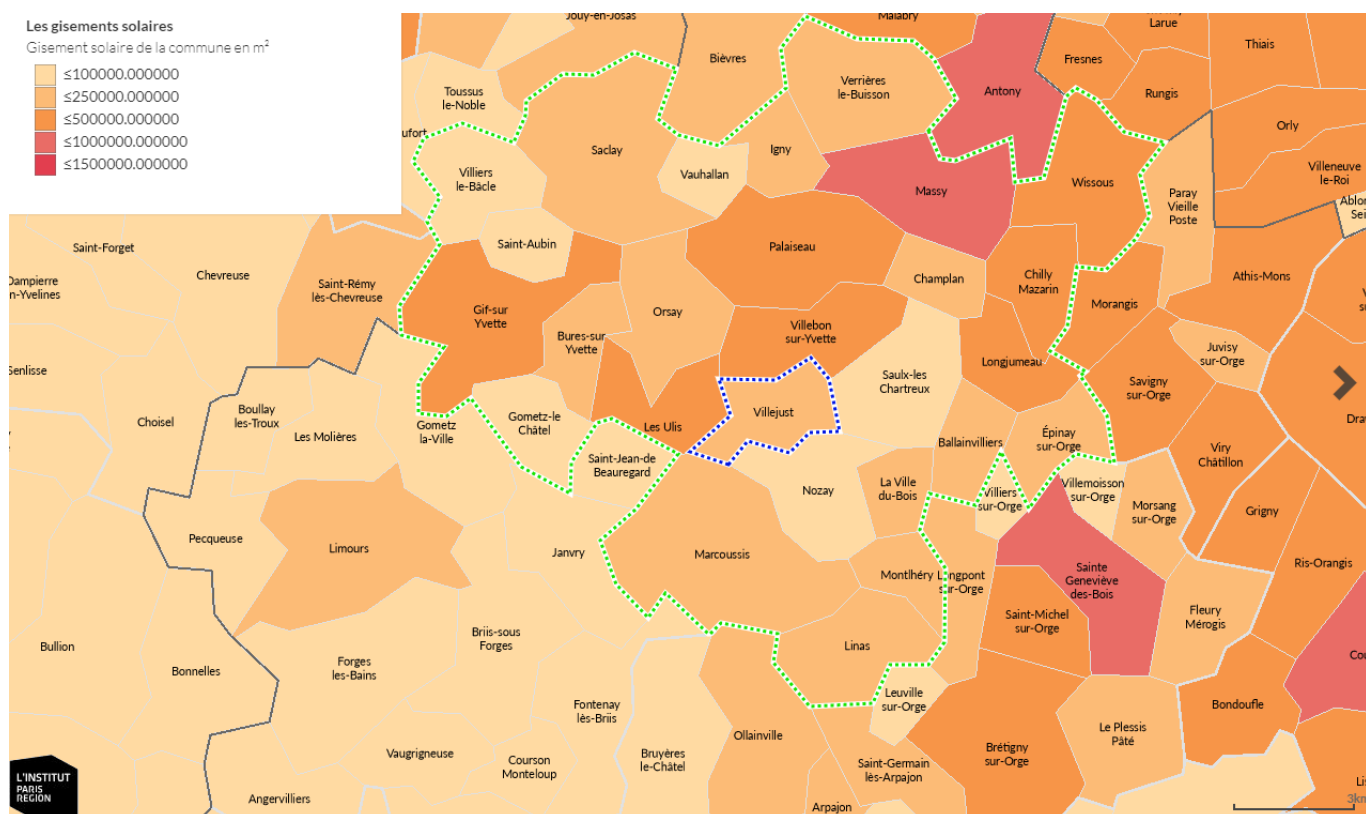 Les gisements solaires
Gisement solaire de la commune en m²
≤100000.000000
≤250000.000000
≤500000.000000
≤1000000.000000
≤1500000.000000
Jouy-en-Josas
Malabry
Larue
Thiais
Bièvres
Fresnes
Toussus
le-Noble
Verrières
le-Buisson
Antony
Rungis
Orly
Saclay
Igny
Villiers
le-Bâcle
Vauhallan
Massy
Wissous
Paray
Vieille
Poste
Villeneuve
le-Roi
Saint-Forget
Saint-Aubin
Palaiseau
Chevreuse
Dampierre
Saint-Rémy
lès-Chevreuse
Champlan
Chilly
Mazarin
Athis-Mons
Gif-sur
Yvette
Orsay
Bures-sur
Yvette
Villebon
sur-Yvette
Morangis
Juvisy
sur-Orge
Senlisse
Longjumeau
Saulx-les
Chartreux
Savigny
sur-Orge
Choisel
Boullay
les-Troux
Les Molières
Gometz
la-Ville
Gometz-le
Châtel
Les Ulis
Villejust
Ballainvilliers
Épinay
sur-Orge
Viry
Châtillon
Saint-Jean-de
Beauregard
Nozay
La Ville
du-Bois
Villiers
sur-Orge
Villemoisson
sur-Orge
Morsang
sur-Orge
Grigny
Pecqueuse
Limours
Janvry
Marcoussis
Montlhéry
Longpont
sur-Orge
Sainte
Geneviève
des-Bois
Ris-Orangis
Saint-Michel
sur-Orge
Fleury
Mérogis
Bullion
Bonnelles
Briis-sous
Forges
Forges
les-Bains
Linas
Fontenay
lès-Briis
Leuville
sur-Orge
Bondoufle
Ollainville
Le Plessis
Pâté
Vaugrigneuse
Courson
Monteloup
Bruyères
le-Châtel
Brétigny
sur-Orge
Saint-Germain
lès-Arpajon
Angervilliers
Arpajon
L'INSTITUT
PARIS
REGION